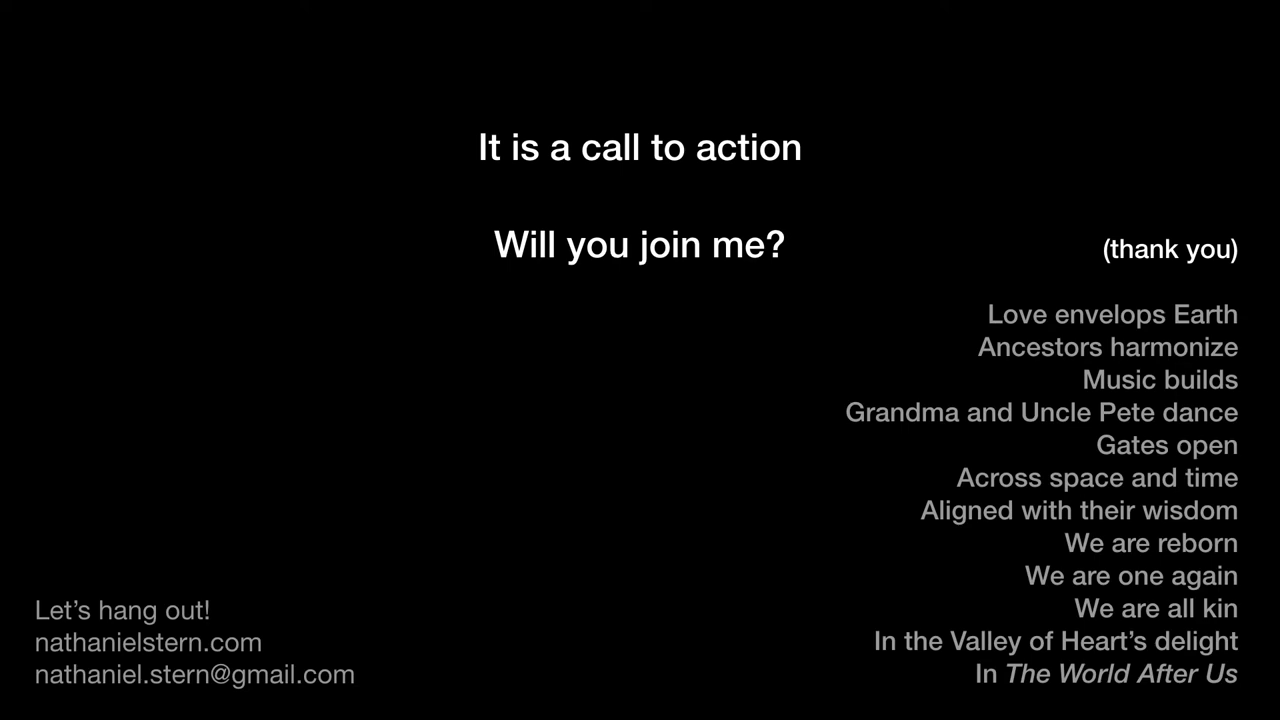 It is a call to action
Will you join me?
(thank you)
Love envelops Earth
Ancestors harmonize
Music builds
Grandma and Uncle Pete dance
Gates open
Across space and time
Aligned with their wisdom
We are reborn
We are one again
We are all kin
In the Valley of Heart’s delight
In The World After Us
Let’s hang out!
nathanielstern.com
nathaniel.stern@gmail.com